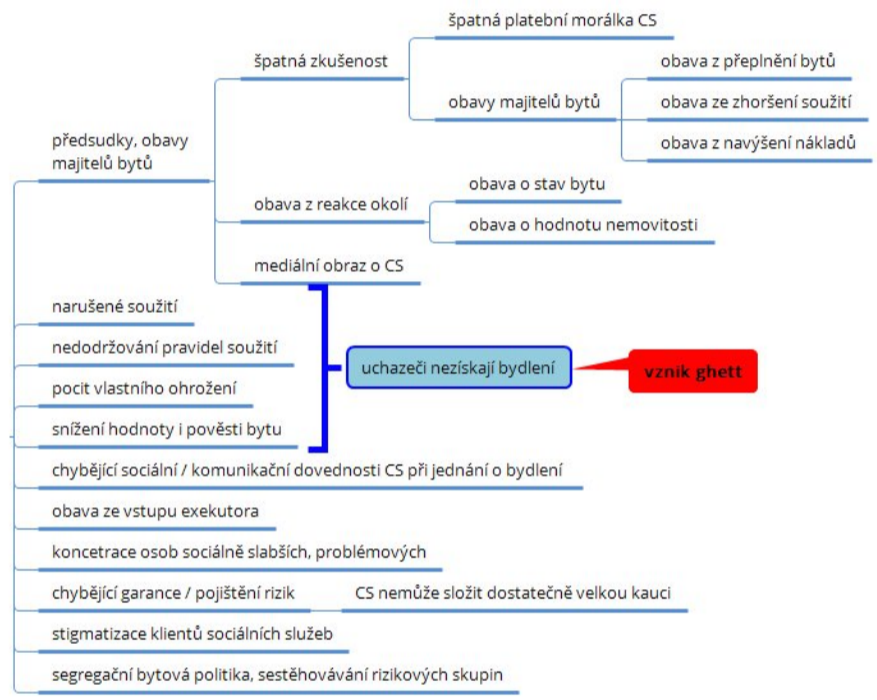 špatná platební morálka CS
špatná zkušenost
obava z přeplnění bytů
obavy majitelů bytů
obava ze zhoršení soužití
obava z navýšení nákladů
předsudky, obavy
majitelů bytů
obava o stav bytu
obava z reakce okolí
obava o hodnotu nemovitosti
mediální obraz o CS
narušené soužití
nedodržování pravidel soužití
uchazeči nezískají bydlení
vznik ghett
pocit vlastního ohrožení
snížení hodnoty i pověsti bytu
chybějící sociální / komunikační dovednosti CS při jednání o bydlení
obava ze vstupu exekutora
koncetrace osob sociálně slabších, problémových
chybějící garance / pojištění rizik
CS nemůže složit dostatečně velkou kauci
stigmatizace klientů sociálních služeb
segregační bytová politika, sestěhovávání rizikových skupin